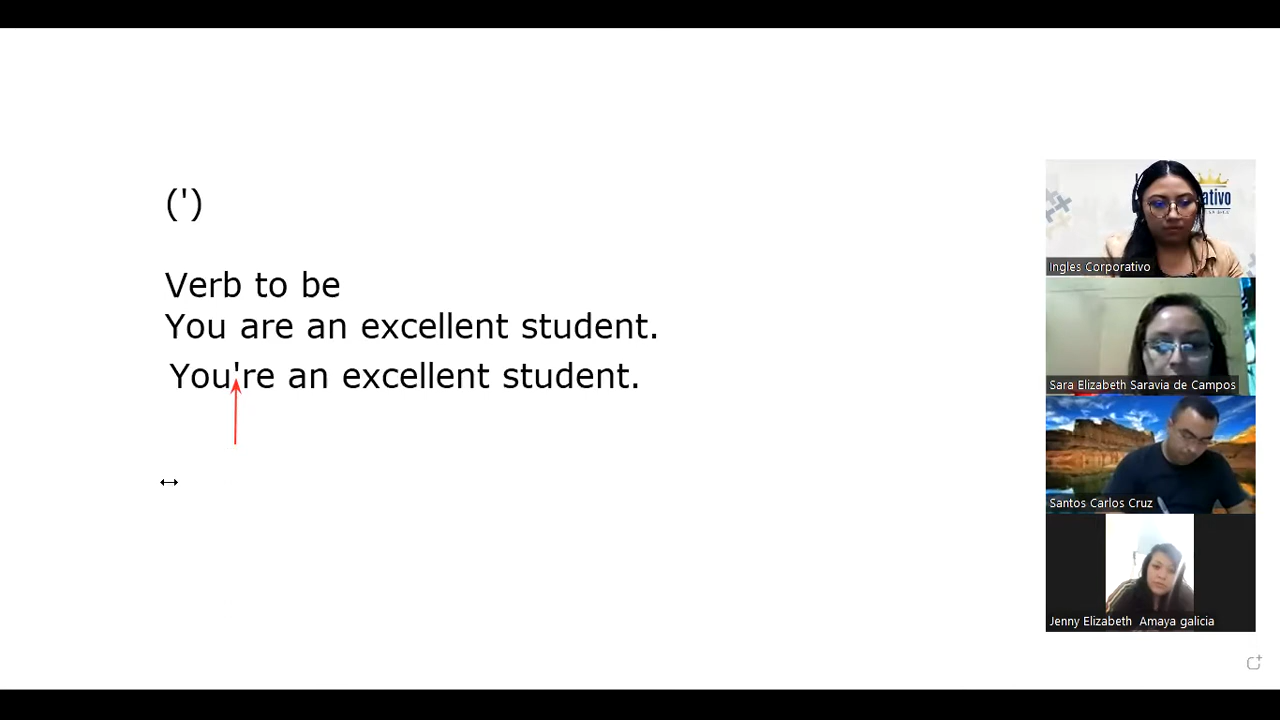 (')
Verb to be
You are an excellent student.
You're an excellent student.
ativo
Ingles Corporativo
Sara Elizabeth Saravia de Campos
Santos Carlos Cruz
Jenny Elizabeth Amaya galicia